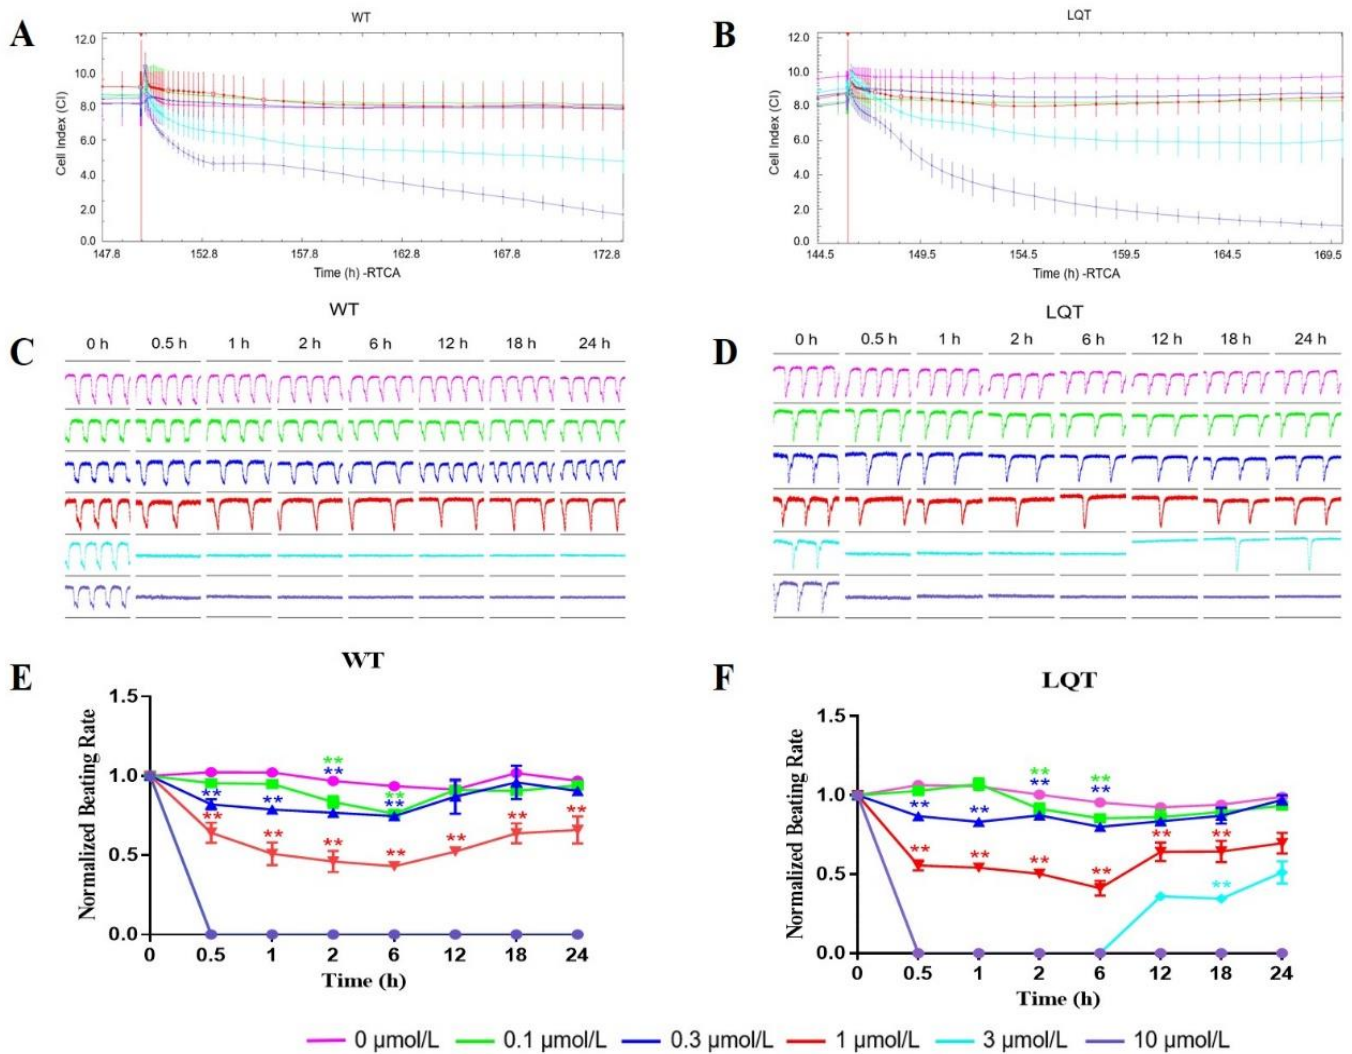 A
WT
12.0
10.0
8.0
6.0
4.0
2.0
0.0
Cell Index (CI)
147.8 152.8 157.8 162.8 167.8 172.8
Time (h) -RTCA
B
LQT
12.0
10.0
8.0
6.0
4.0
2.0
0.0
Cell Index (CI)
144.5 149.5 154.5 159.5 164.5 169.5
Time (h) -RTCA
C
WT
0 h 0.5 h 1 h 2 h 6 h 12 h 18 h 24 h
D
LQT
0 h 0.5 h 1 h 2 h 6 h 12 h 18 h 24 h
E
WT
1.5
1.0
0.5
0.0
Normalized Beating Rate
** **
** ** ** **
**
** ** ** ** ** ** **
0 0.5 1 2 6 12 18 24
Time (h)
F
LQT
1.5
1.0
0.5
0.0
Normalized Beating Rate
** **
** ** ** **
** ** ** ** ** **
**
0 0.5 1 2 6 12 18 24
Time (h)
0 µmol/L 0.1 µmol/L 0.3 µmol/L 1 µmol/L 3 µmol/L 10 µmol/L